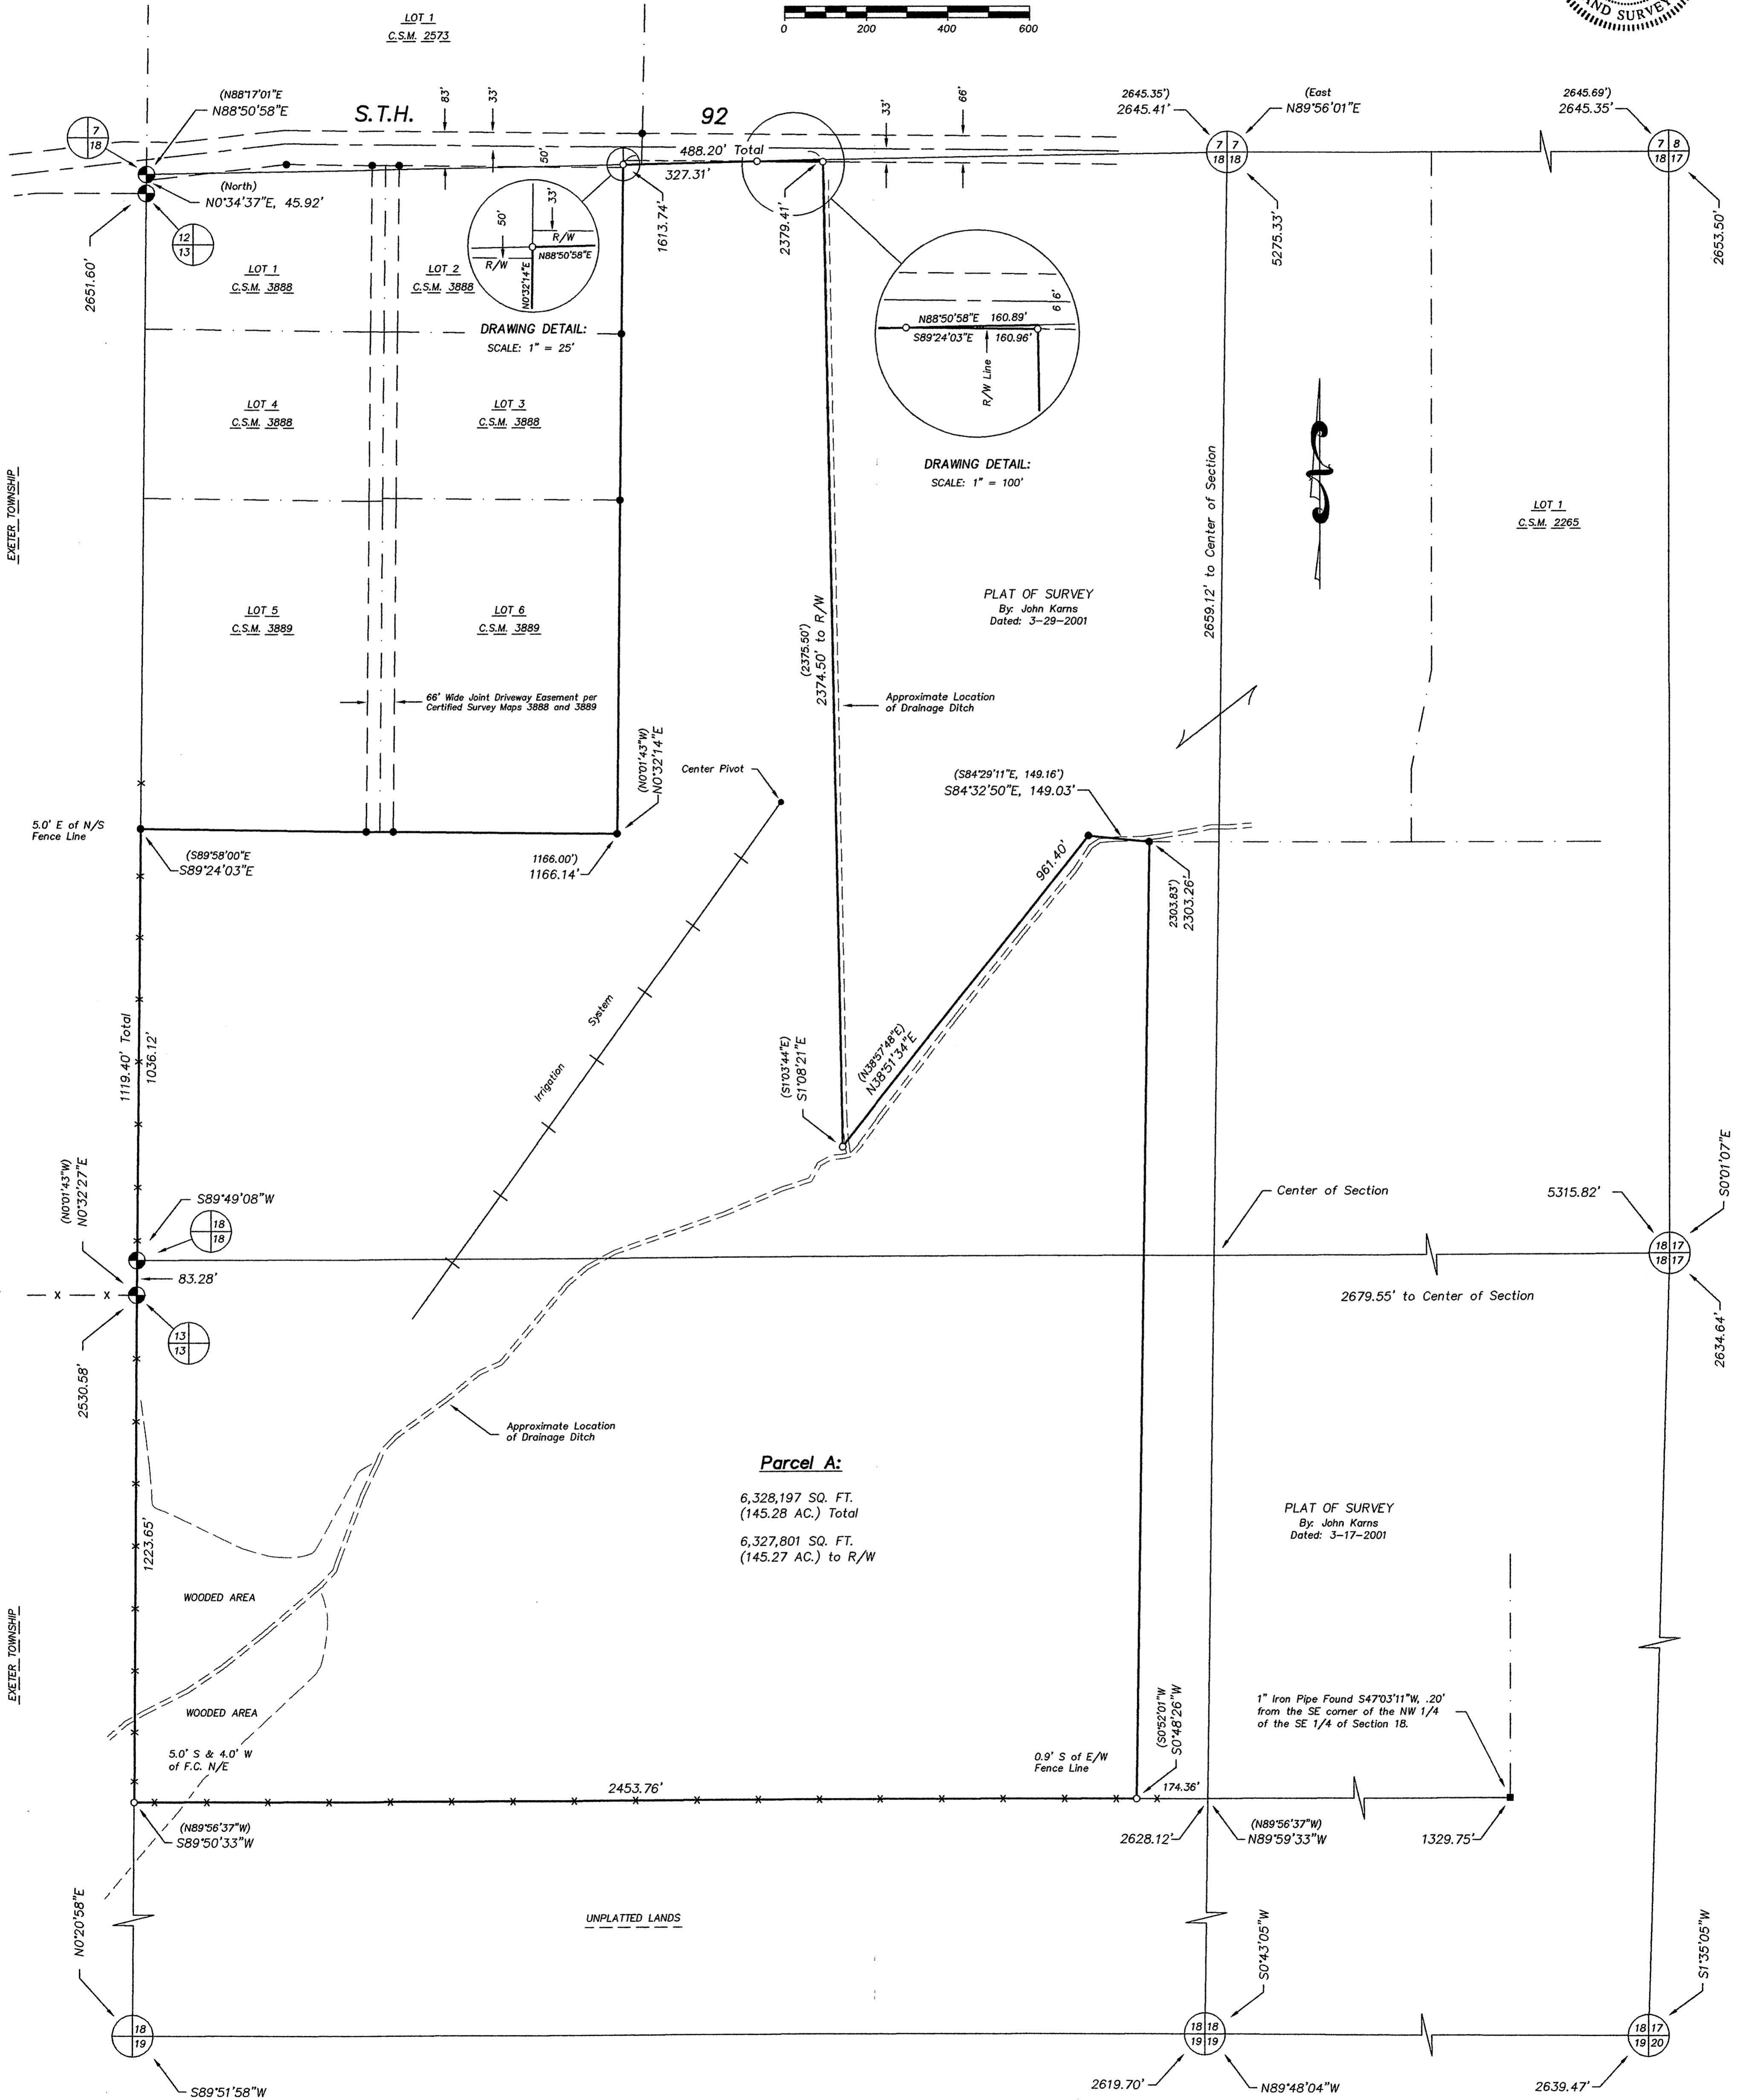 LAND SURVEY
LOT 1
C.S.M. 2573
0 200 400 600
(N88°17'01"E
N88°50'58"E
S.T.H.
83'
33'
92
33'
66'
2645.35')
2645.41'
(East
N89°56'01"E
2645.69')
2645.35'
7
18
7 7
18 18
7 8
18 17
50'
488.20' Total
327.31'
(North)
N0°34'37"E, 45.92'
12
13
2651.60'
50'
33'
R/W
R/W
N88°50'58"E
N0°32'14"E
1613.74'
2379.41'
5275.33'
2653.50'
LOT 1
C.S.M. 3888
LOT 2
C.S.M. 3888
DRAWING DETAIL:
SCALE: 1" = 25'
N88°50'58"E 160.89'
S89°24'03"E 160.96'
66'
R/W Line
DRAWING DETAIL:
SCALE: 1" = 100'
LOT 4
C.S.M. 3888
LOT 3
C.S.M. 3888
EXETER TOWNSHIP
2659.12' to Center of Section
LOT 1
C.S.M. 2265
LOT 5
C.S.M. 3889
LOT 6
C.S.M. 3889
PLAT OF SURVEY
By: John Karns
Dated: 3-29-2001
(2375.50')
2374.50' to R/W
66' Wide Joint Driveway Easement per
Certified Survey Maps 3888 and 3889
Approximate Location
of Drainage Ditch
(N0°01'43"W)
N0°32'14"E
Center Pivot
(S84°29'11"E, 149.16')
S84°32'50"E, 149.03'
5.0' E of N/S
Fence Line
(S89°58'00"E
S89°24'03"E
1166.00')
1166.14'
961.40'
2303.83')
2303.26'
System
Irrigation
1119.40' Total
1036.12'
(S1°03'44"E)
S1°08'21"E
(N38°57'48"E)
N38°51'34"E
(N0°01'43"W)
N0°32'27"E
S89°49'08"W
18
18
83.28'
13
13
2530.58'
Center of Section
5315.82'
S0°01'07"E
18 17
18 17
2679.55' to Center of Section
2634.64'
Approximate Location
of Drainage Ditch
Parcel A:
6,328,197 SQ. FT.
(145.28 AC.) Total
6,327,801 SQ. FT.
(145.27 AC.) to R/W
PLAT OF SURVEY
By: John Karns
Dated: 3-17-2001
1223.65'
WOODED AREA
EXETER TOWNSHIP
WOODED AREA
5.0' S & 4.0' W
of F.C. N/E
0.9' S of E/W
Fence Line
(S0°52'01"W
S0°48'26"W
1" Iron Pipe Found S47°03'11"W, .20'
from the SE corner of the NW 1/4
of the SE 1/4 of Section 18.
2453.76'
174.36'
(N89°56'37"W)
S89°50'33"W
2628.12'
(N89°56'37"W)
N89°59'33"W
1329.75'
N0°20'58"E
UNPLATTED LANDS
S0°43'05"W
S1°35'05"W
18
19
18 18
19 19
18 17
19 20
S89°51'58"W
2619.70'
N89°48'04"W
2639.47'